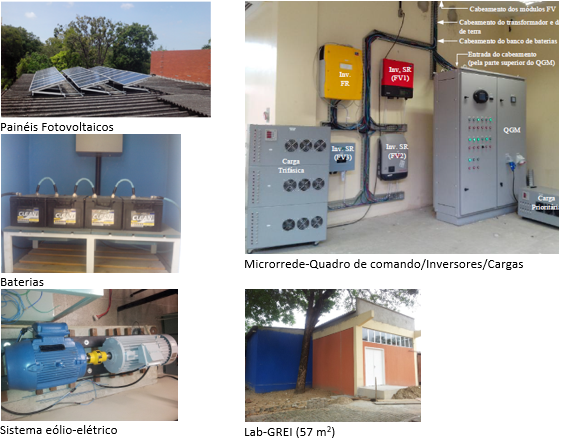 Painéis Fotovoltaicos
Baterias
Sistema eólio-elétrico
Cabeamento dos módulos FV
Cabeamento do transformador e d
de terra
Cabeamento do banco de baterias
Entrada do cabeamento
(pela parte superior do QGM)
Inv.
FR
Inv. SR
(FV1)
Inv. SR
(FV3)
Inv. SR
(FV2)
QGM
Carga
Trifásica
Carga
Prioritári
Microrrede-Quadro de comando/Inversores/Cargas
Lab-GREI (57 m²)